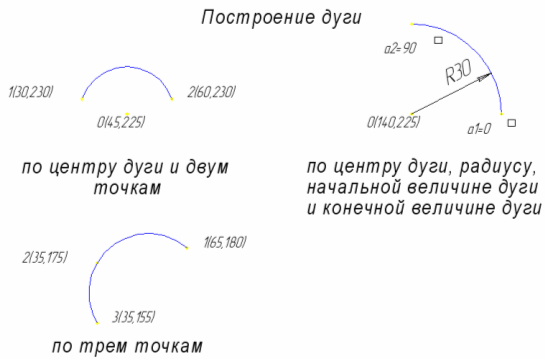 Построение дуги
1(30,230)
2(60,230)
0(45,225)
по центру дуги и двум
точкам
a2=90
R30
0(140,225)
a1=0
по центру дуги, радиусу,
начальной величине дуги
и конечной величине дуги
1(65,180)
2(35,175)
3(35,155)
по трем точкам